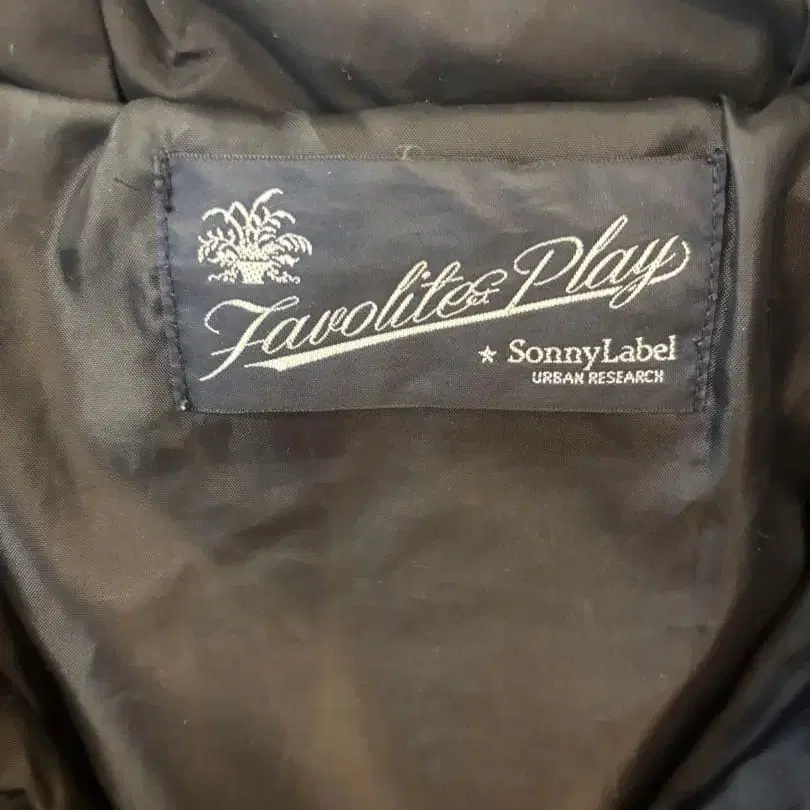 Favolite & Play
★ SonnyLabel
URBAN RESEARCH